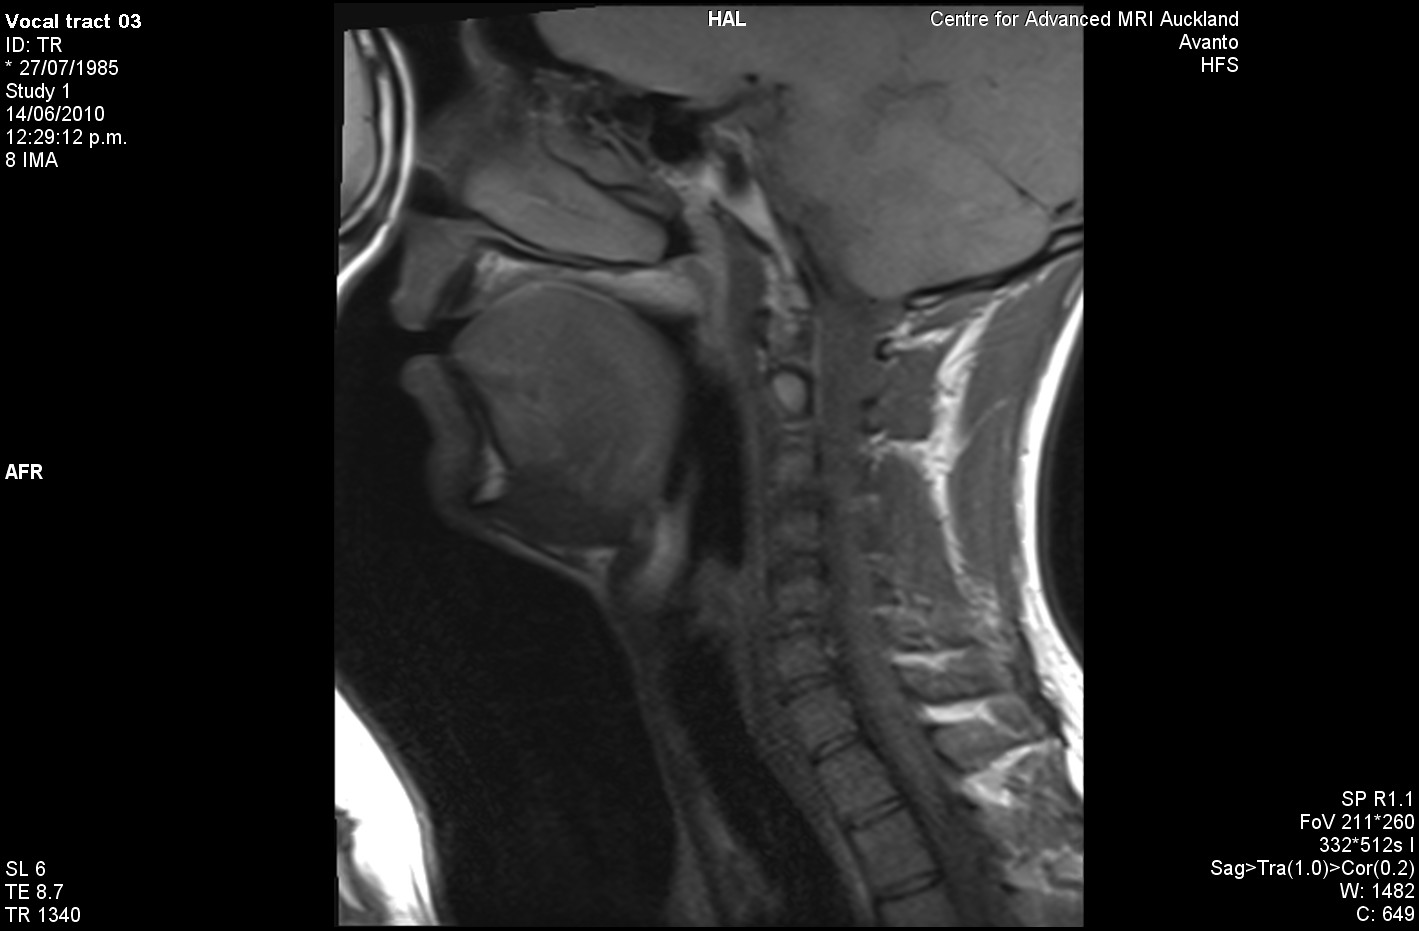 Vocal tract 03
ID: TR
* 27/07/1985
Study 1
14/06/2010
12:29:12 p.m.
8 IMA
HAL
Centre for Advanced MRI Auckland
Avanto
HFS
AFR
SL 6
TE 8.7
TR 1340
SP R1.1
FoV 211*260
332*512s I
Sag>Tra(1.0)>Cor(0.2)
W: 1482
C: 649